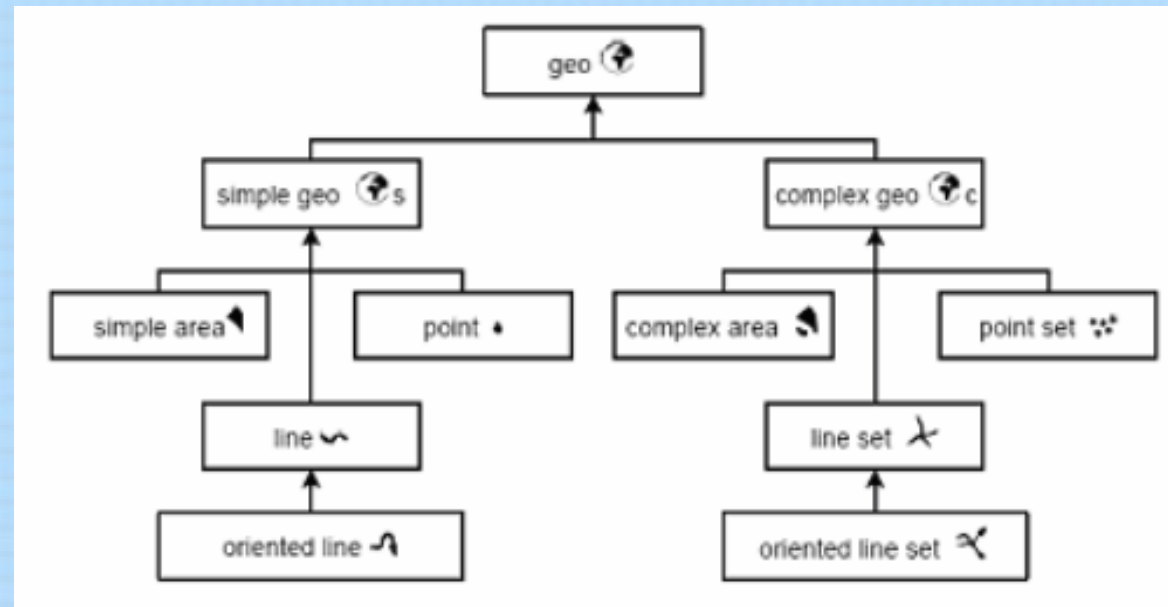 geo
simple geo s
complex geo c
simple area
point
complex area
point set
line
line set
oriented line
oriented line set